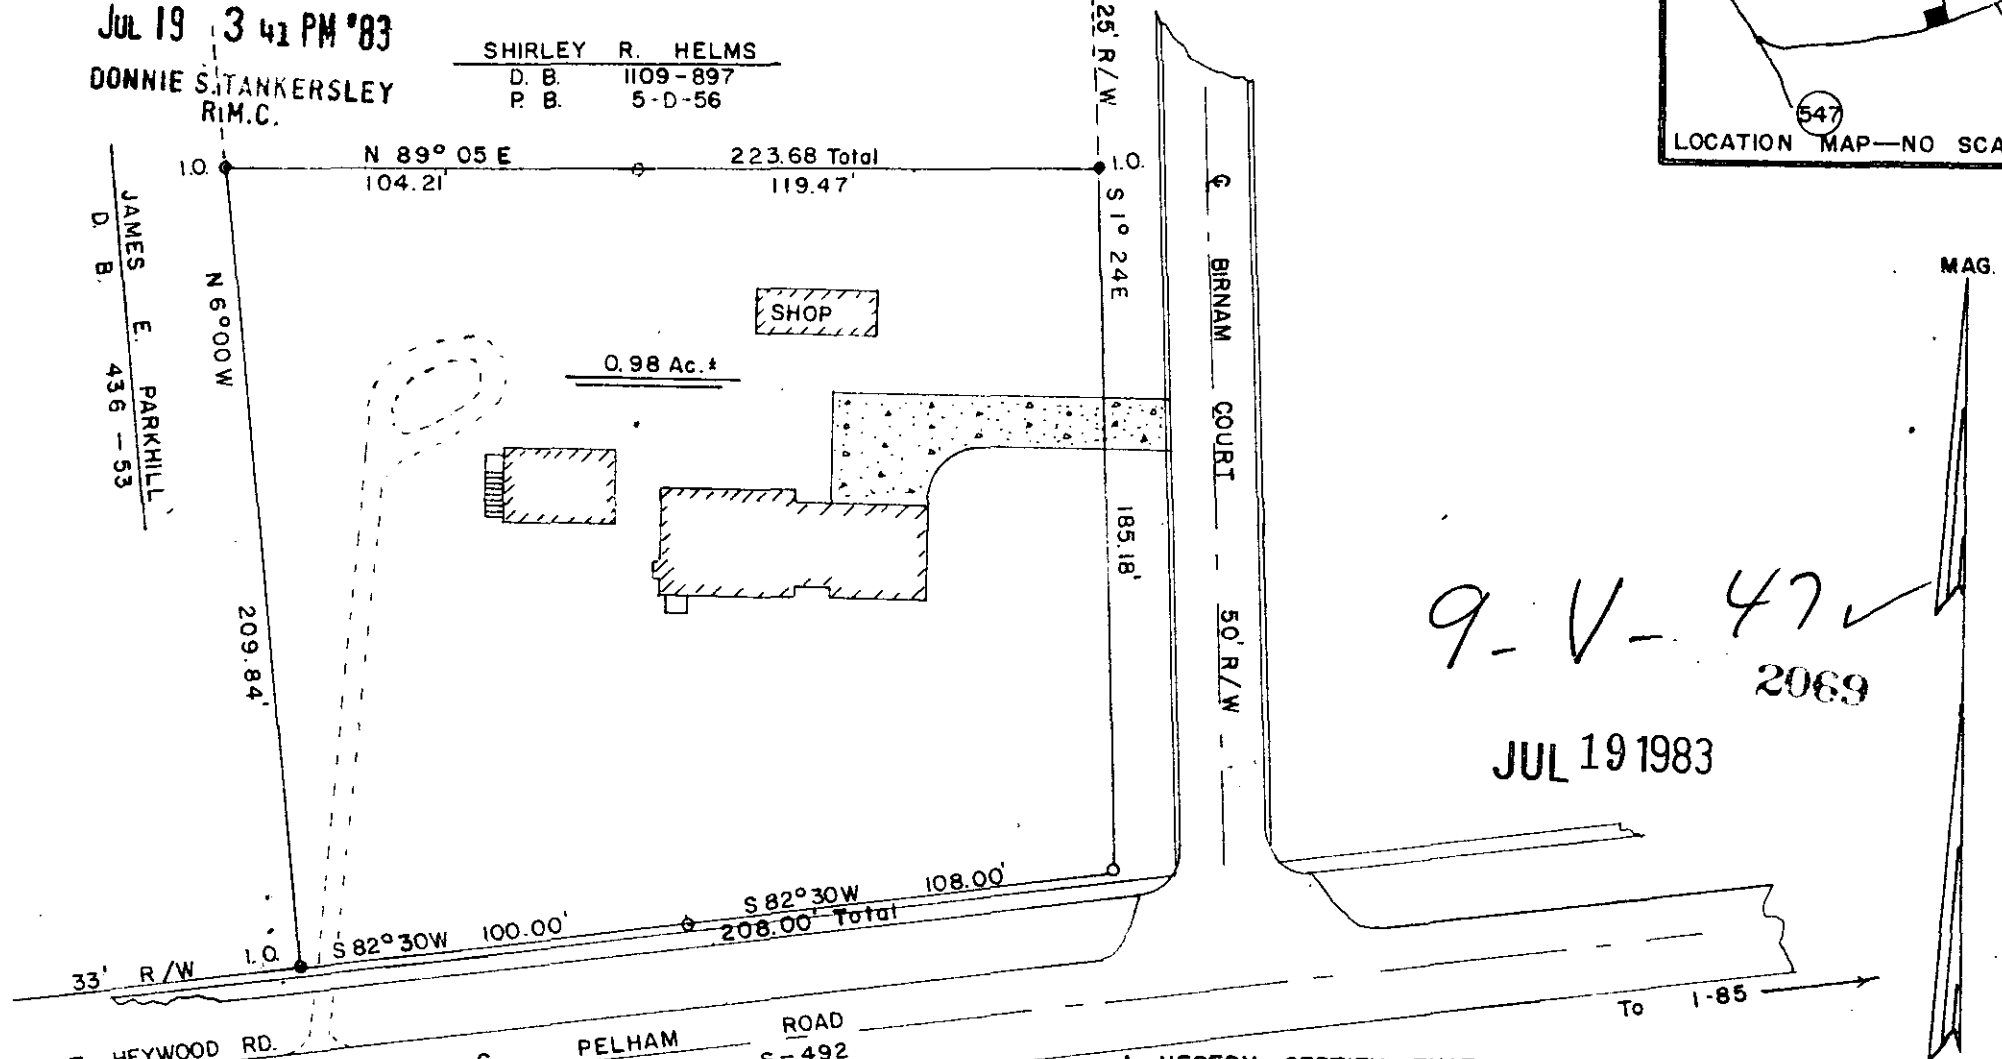 JUL 19 3 41 PM '83
DONNIE S. TANKERSLEY
R.M.C.
SHIRLEY R. HELMS
D. B. 1109-897
P. B. 5-D-56
25' R/W
547
LOCATION MAP—NO SCA
I.O.
N 89° 05 E
223.68 Total
I.O.
104.21'
119.47'
JAMES E. PARKHILL
D. B. 436-53
N 6°00 W
209.84'
S 1° 24 E
185.18'
SHOP
0.98 Ac.±
BIRNAM COURT 50' R/W
MAG.
9-V-47
2069
JUL 19 1983
S 82°30W 108.00'
208.00' Total
S 82°30W 100.00'
I.O.
33' R/W
HEYWOOD RD.
PELHAM ROAD
S-492
To I-85